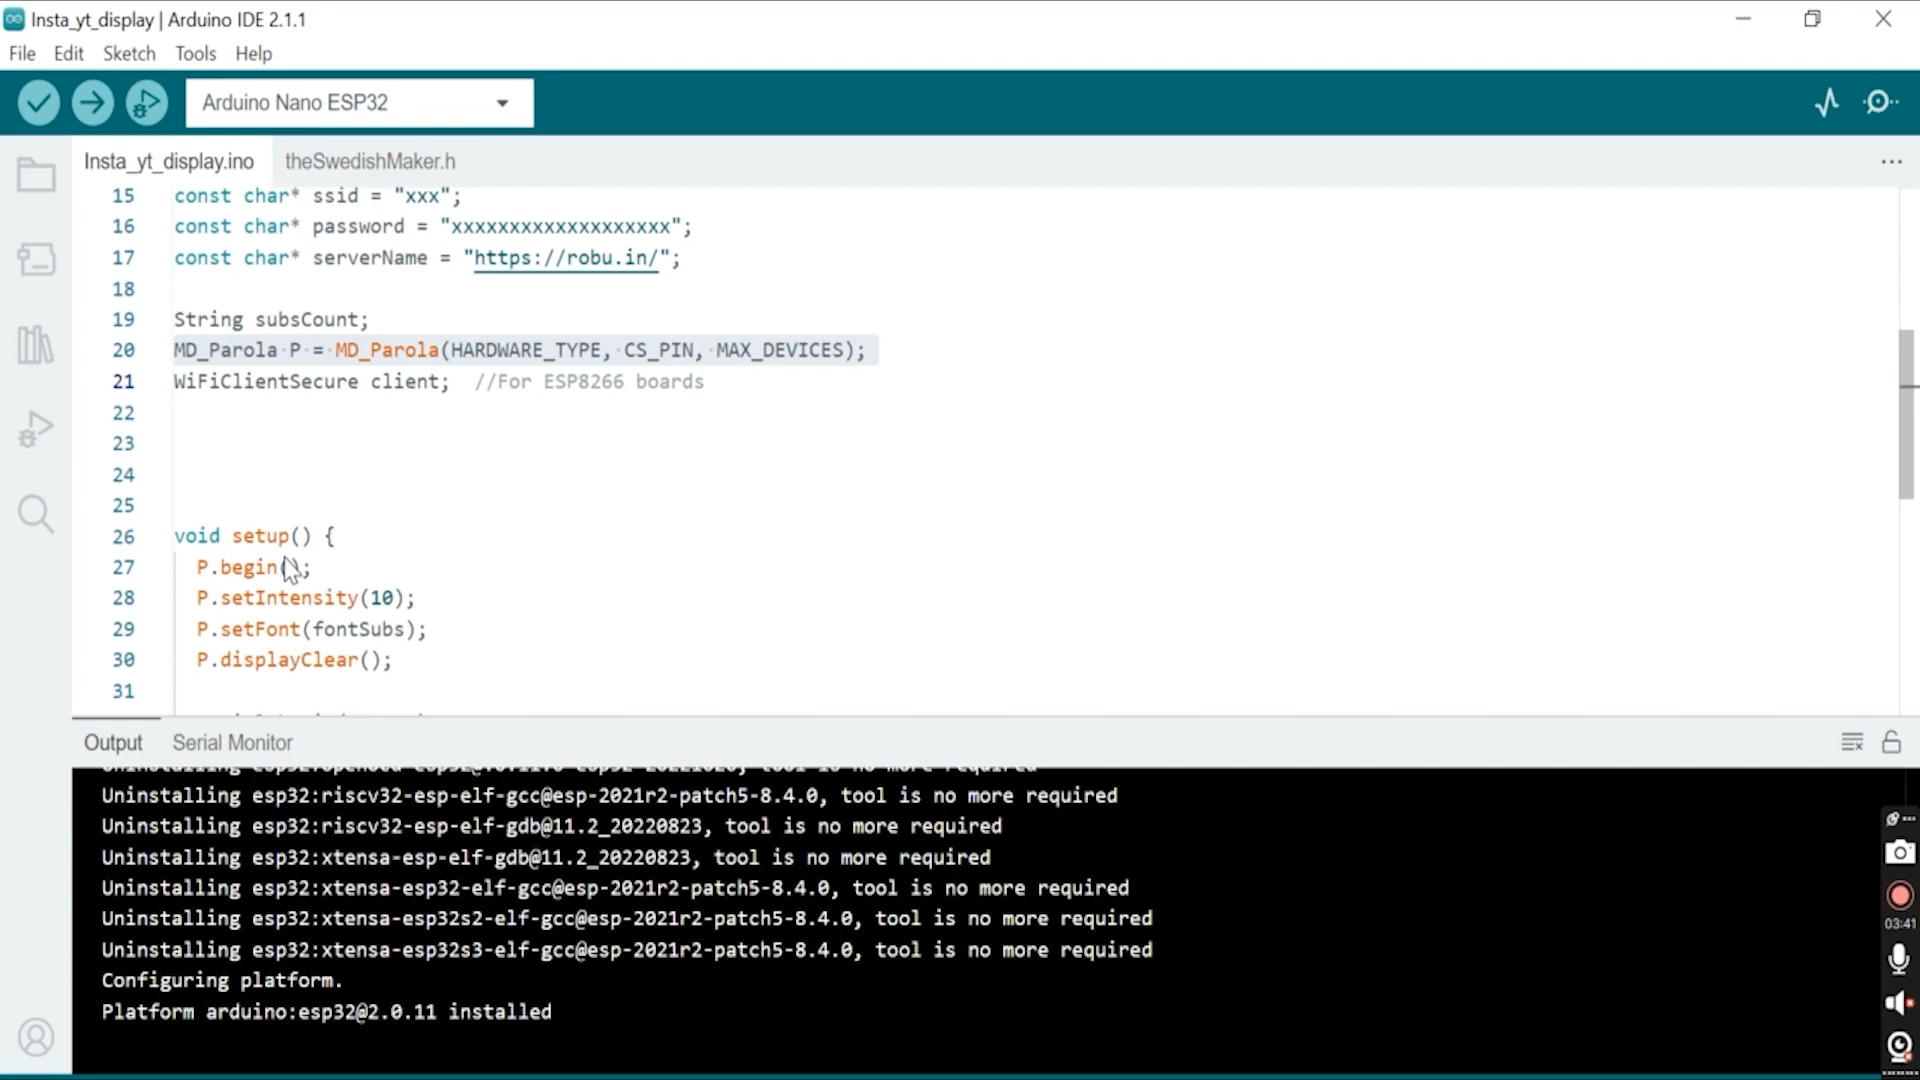 Insta_yt_display | Arduino IDE 2.1.1
File Edit Sketch Tools Help
Arduino Nano ESP32
Insta_yt_display.ino theSwedishMaker.h
15 const char* ssid = "xxx";
16 const char* password = "xxxxxxxxxxxxxxxxxxx";
17 const char* serverName = "https://robu.in/";
18
19 String subsCount;
20 MD_Parola P = MD_Parola(HARDWARE_TYPE, CS_PIN, MAX_DEVICES);
21 WiFiClientSecure client; //For ESP8266 boards
22
23
24
25
26 void setup() {
27 P.begin();
28 P.setIntensity(10);
29 P.setFont(fontSubs);
30 P.displayClear();
31
Output Serial Monitor
Uninstalling esp32:riscv32-esp-elf-gcc@esp-2021r2-patch5-8.4.0, tool is no more required
Uninstalling esp32:riscv32-esp-elf-gdb@11.2_20220823, tool is no more required
Uninstalling esp32:xtensa-esp-elf-gdb@11.2_20220823, tool is no more required
Uninstalling esp32:xtensa-esp32-elf-gcc@esp-2021r2-patch5-8.4.0, tool is no more required
Uninstalling esp32:xtensa-esp32s2-elf-gcc@esp-2021r2-patch5-8.4.0, tool is no more required
Uninstalling esp32:xtensa-esp32s3-elf-gcc@esp-2021r2-patch5-8.4.0, tool is no more required
Configuring platform.
Platform arduino:esp32@2.0.11 installed
03:41